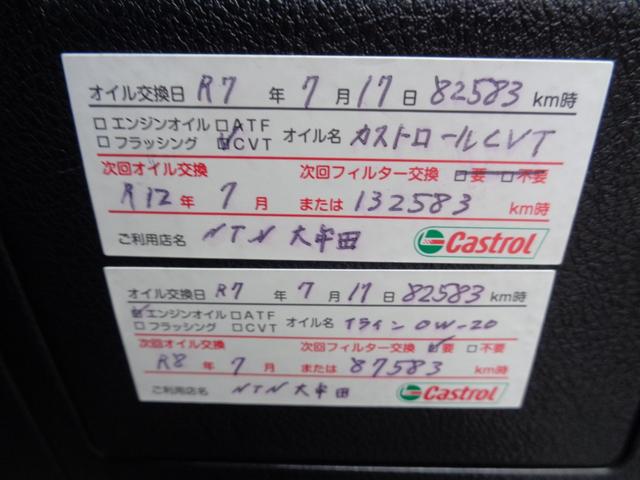 オイル交換日 R7 年 7 月 17 日 82583 km時
□エンジンオイル □ATF
□フラッシング ☑CVT オイル名 カストロールCVT
次回オイル交換 次回フィルター交換 □要 □不要
R12 年 7 月 または 132583 km時
ご利用店名 NTN 大牟田 Castrol
オイル交換日 R7 年 7 月 17 日 82583 km時
☑エンジンオイル □ATF
□フラッシング □CVT オイル名 イライン 0W-20
次回オイル交換 次回フィルター交換 ☑要 □不要
R8 年 7 月 または 87583 km時
ご利用店名 NTN 大牟田 Castrol